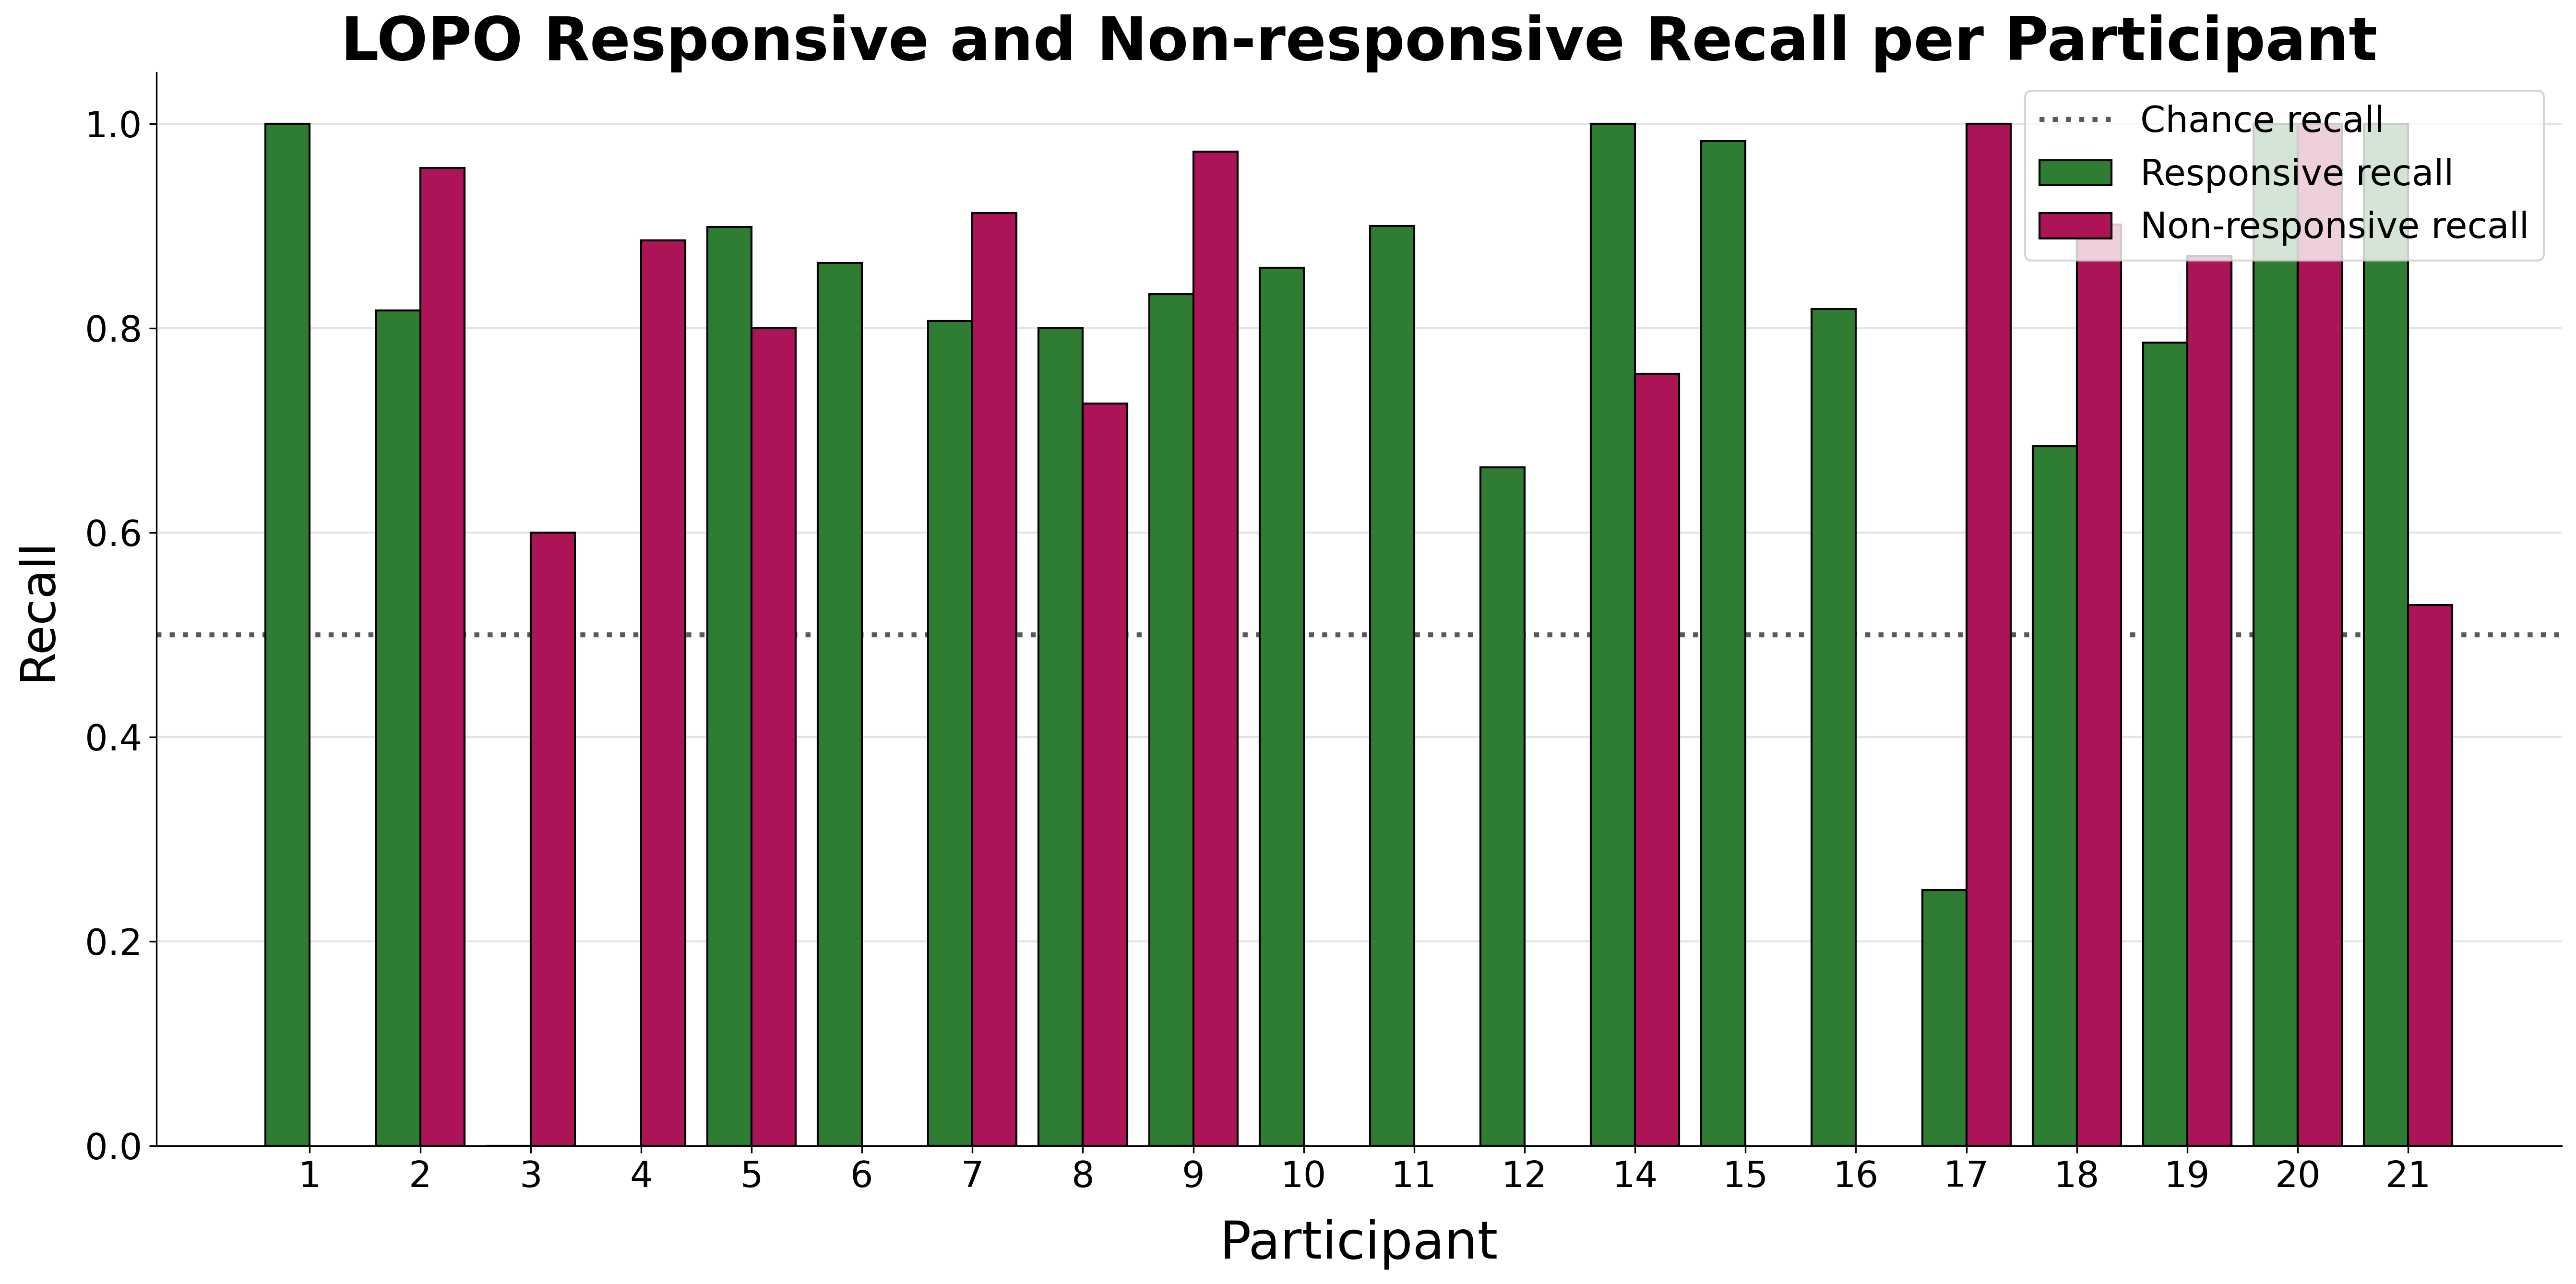 LOPO Responsive and Non-responsive Recall per Participant
Chance recall
Responsive recall
Non-responsive recall
Recall
1.0
0.8
0.6
0.4
0.2
0.0
1 2 3 4 5 6 7 8 9 10 11 12 14 15 16 17 18 19 20 21
Participant